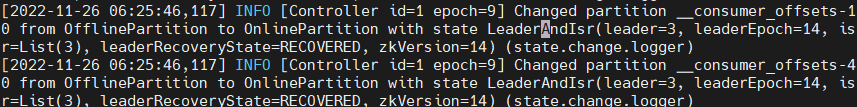 [2022-11-26 06:25:46,117] INFO [Controller id=1 epoch=9] Changed partition __consumer_offsets-1
0 from OfflinePartition to OnlinePartition with state LeaderAndIsr(leader=3, leaderEpoch=14, is
r=List(3), leaderRecoveryState=RECOVERED, zkVersion=14) (state.change.logger)
[2022-11-26 06:25:46,117] INFO [Controller id=1 epoch=9] Changed partition __consumer_offsets-4
0 from OfflinePartition to OnlinePartition with state LeaderAndIsr(leader=3, leaderEpoch=14, is
r=List(3), leaderRecoveryState=RECOVERED, zkVersion=14) (state.change.logger)